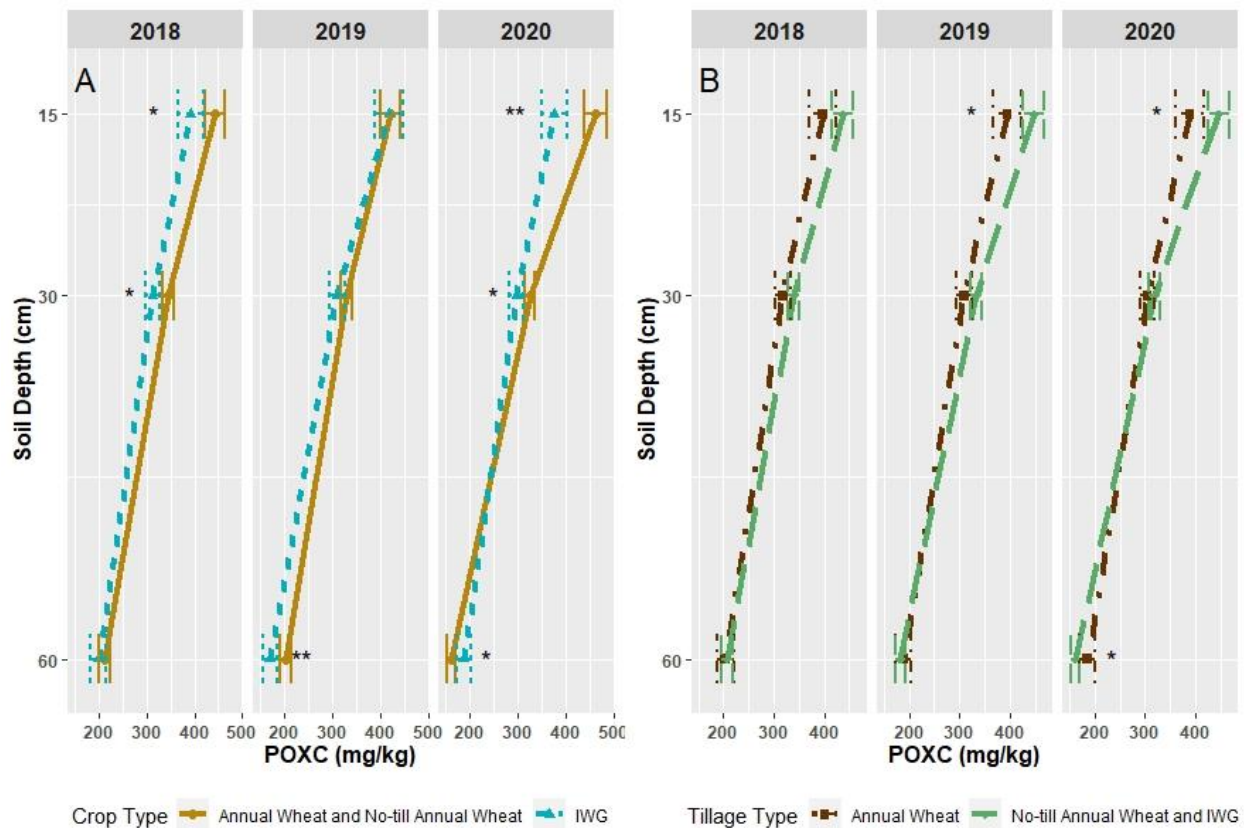 2018 2019 2020
A
*
**
15
*
*
30
**
*
60
Soil Depth (cm)
200 300 400 500 200 300 400 500 200 300 400 500
POXC (mg/kg)
Crop Type Annual Wheat and No-till Annual Wheat IWG
2018 2019 2020
B
*
*
15
30
*
60
Soil Depth (cm)
200 300 400 200 300 400 200 300 400
POXC (mg/kg)
Tillage Type Annual Wheat No-till Annual Wheat and IWG